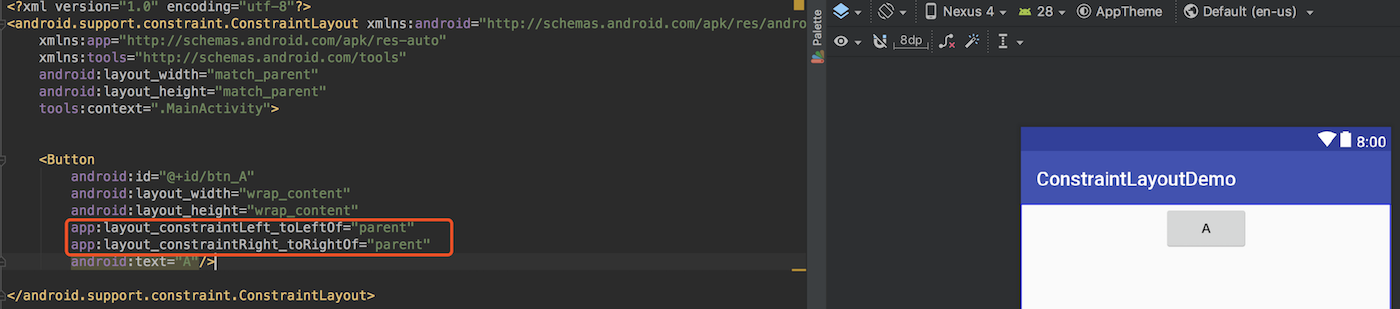 <?xml version="1.0" encoding="utf-8"?>
<android.support.constraint.ConstraintLayout xmlns:android="http://schemas.android.com/apk/res/andro
xmlns:app="http://schemas.android.com/apk/res-auto"
xmlns:tools="http://schemas.android.com/tools"
android:layout_width="match_parent"
android:layout_height="match_parent"
tools:context=".MainActivity">
<Button
android:id="@+id/btn_A"
android:layout_width="wrap_content"
android:layout_height="wrap_content"
app:layout_constraintLeft_toLeftOf="parent"
app:layout_constraintRight_toRightOf="parent"
android:text="A"/>
</android.support.constraint.ConstraintLayout>
Palette
Nexus 4 28 AppTheme Default (en-us)
8dp
8:00
ConstraintLayoutDemo
A